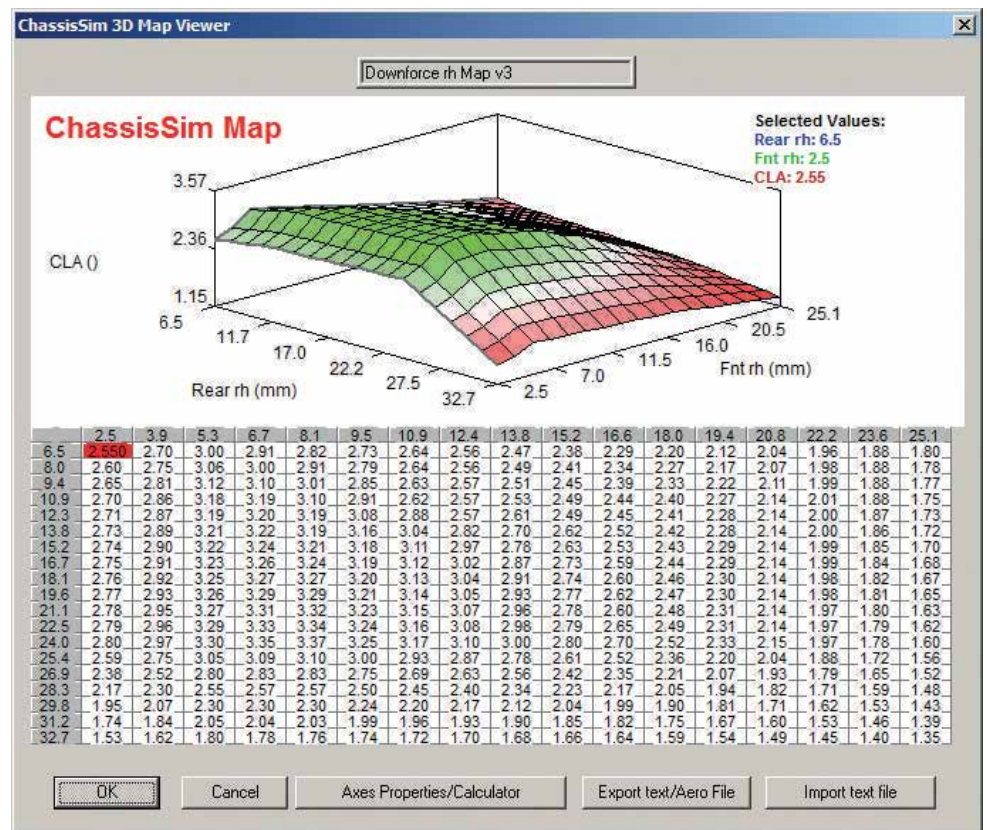 ChassisSim 3D Map Viewer
Downforce rh Map v3
ChassisSim Map
Selected Values:
Rear rh: 6.5
Fnt rh: 2.5
CLA: 2.55
3.57
2.36
1.15
CLA ()
6.5
11.7
17.0
22.2
27.5
32.7
Rear rh (mm)
2.5
7.0
11.5
16.0
20.5
25.1
Fnt rh (mm)
2.5 3.9 5.3 6.7 8.1 9.5 10.9 12.4 13.8 15.2 16.6 18.0 19.4 20.8 22.2 23.6 25.1
6.5 2.550 2.70 3.00 2.91 2.82 2.73 2.64 2.56 2.47 2.38 2.29 2.20 2.12 2.04 1.96 1.88 1.80
8.0 2.60 2.75 3.06 3.00 2.91 2.79 2.64 2.56 2.49 2.41 2.34 2.27 2.17 2.07 1.98 1.88 1.78
9.4 2.65 2.81 3.12 3.10 3.01 2.85 2.63 2.57 2.51 2.45 2.39 2.33 2.22 2.11 1.99 1.88 1.77
10.9 2.70 2.86 3.18 3.19 3.10 2.91 2.62 2.57 2.53 2.49 2.44 2.40 2.27 2.14 2.01 1.88 1.75
12.3 2.71 2.87 3.19 3.20 3.19 3.08 2.88 2.57 2.61 2.49 2.45 2.41 2.28 2.14 2.00 1.87 1.73
13.8 2.73 2.89 3.21 3.22 3.19 3.16 3.04 2.82 2.70 2.62 2.52 2.42 2.28 2.14 2.00 1.86 1.72
15.2 2.74 2.90 3.22 3.24 3.21 3.18 3.11 2.97 2.78 2.63 2.53 2.43 2.29 2.14 1.99 1.85 1.70
16.7 2.75 2.91 3.23 3.26 3.24 3.19 3.12 3.02 2.87 2.73 2.59 2.44 2.29 2.14 1.99 1.84 1.68
18.1 2.76 2.92 3.25 3.27 3.27 3.20 3.13 3.04 2.91 2.74 2.60 2.46 2.30 2.14 1.98 1.82 1.67
19.6 2.77 2.93 3.26 3.29 3.29 3.21 3.14 3.05 2.93 2.77 2.62 2.47 2.30 2.14 1.98 1.81 1.65
21.1 2.78 2.95 3.27 3.31 3.32 3.23 3.15 3.07 2.96 2.78 2.60 2.48 2.31 2.14 1.97 1.80 1.63
22.5 2.79 2.96 3.29 3.33 3.34 3.24 3.16 3.08 2.98 2.79 2.65 2.49 2.31 2.14 1.97 1.79 1.62
24.0 2.80 2.97 3.30 3.35 3.37 3.25 3.17 3.10 3.00 2.80 2.70 2.52 2.33 2.15 1.97 1.78 1.60
25.4 2.59 2.75 3.05 3.09 3.10 3.00 2.93 2.87 2.78 2.61 2.52 2.36 2.20 2.04 1.88 1.72 1.56
26.9 2.38 2.52 2.80 2.83 2.83 2.75 2.69 2.63 2.56 2.42 2.35 2.21 2.07 1.93 1.79 1.65 1.52
28.3 2.17 2.30 2.55 2.57 2.57 2.50 2.45 2.40 2.34 2.23 2.17 2.05 1.94 1.82 1.71 1.59 1.48
29.8 1.95 2.07 2.30 2.30 2.30 2.24 2.20 2.17 2.12 2.04 1.99 1.90 1.81 1.71 1.62 1.53 1.43
31.2 1.74 1.84 2.05 2.04 2.03 1.99 1.96 1.93 1.90 1.85 1.82 1.75 1.67 1.60 1.53 1.46 1.39
32.7 1.53 1.62 1.80 1.78 1.76 1.74 1.72 1.70 1.68 1.66 1.64 1.59 1.54 1.49 1.45 1.40 1.35
OK
Cancel
Axes Properties/Calculator
Export text/Aero File
Import text file